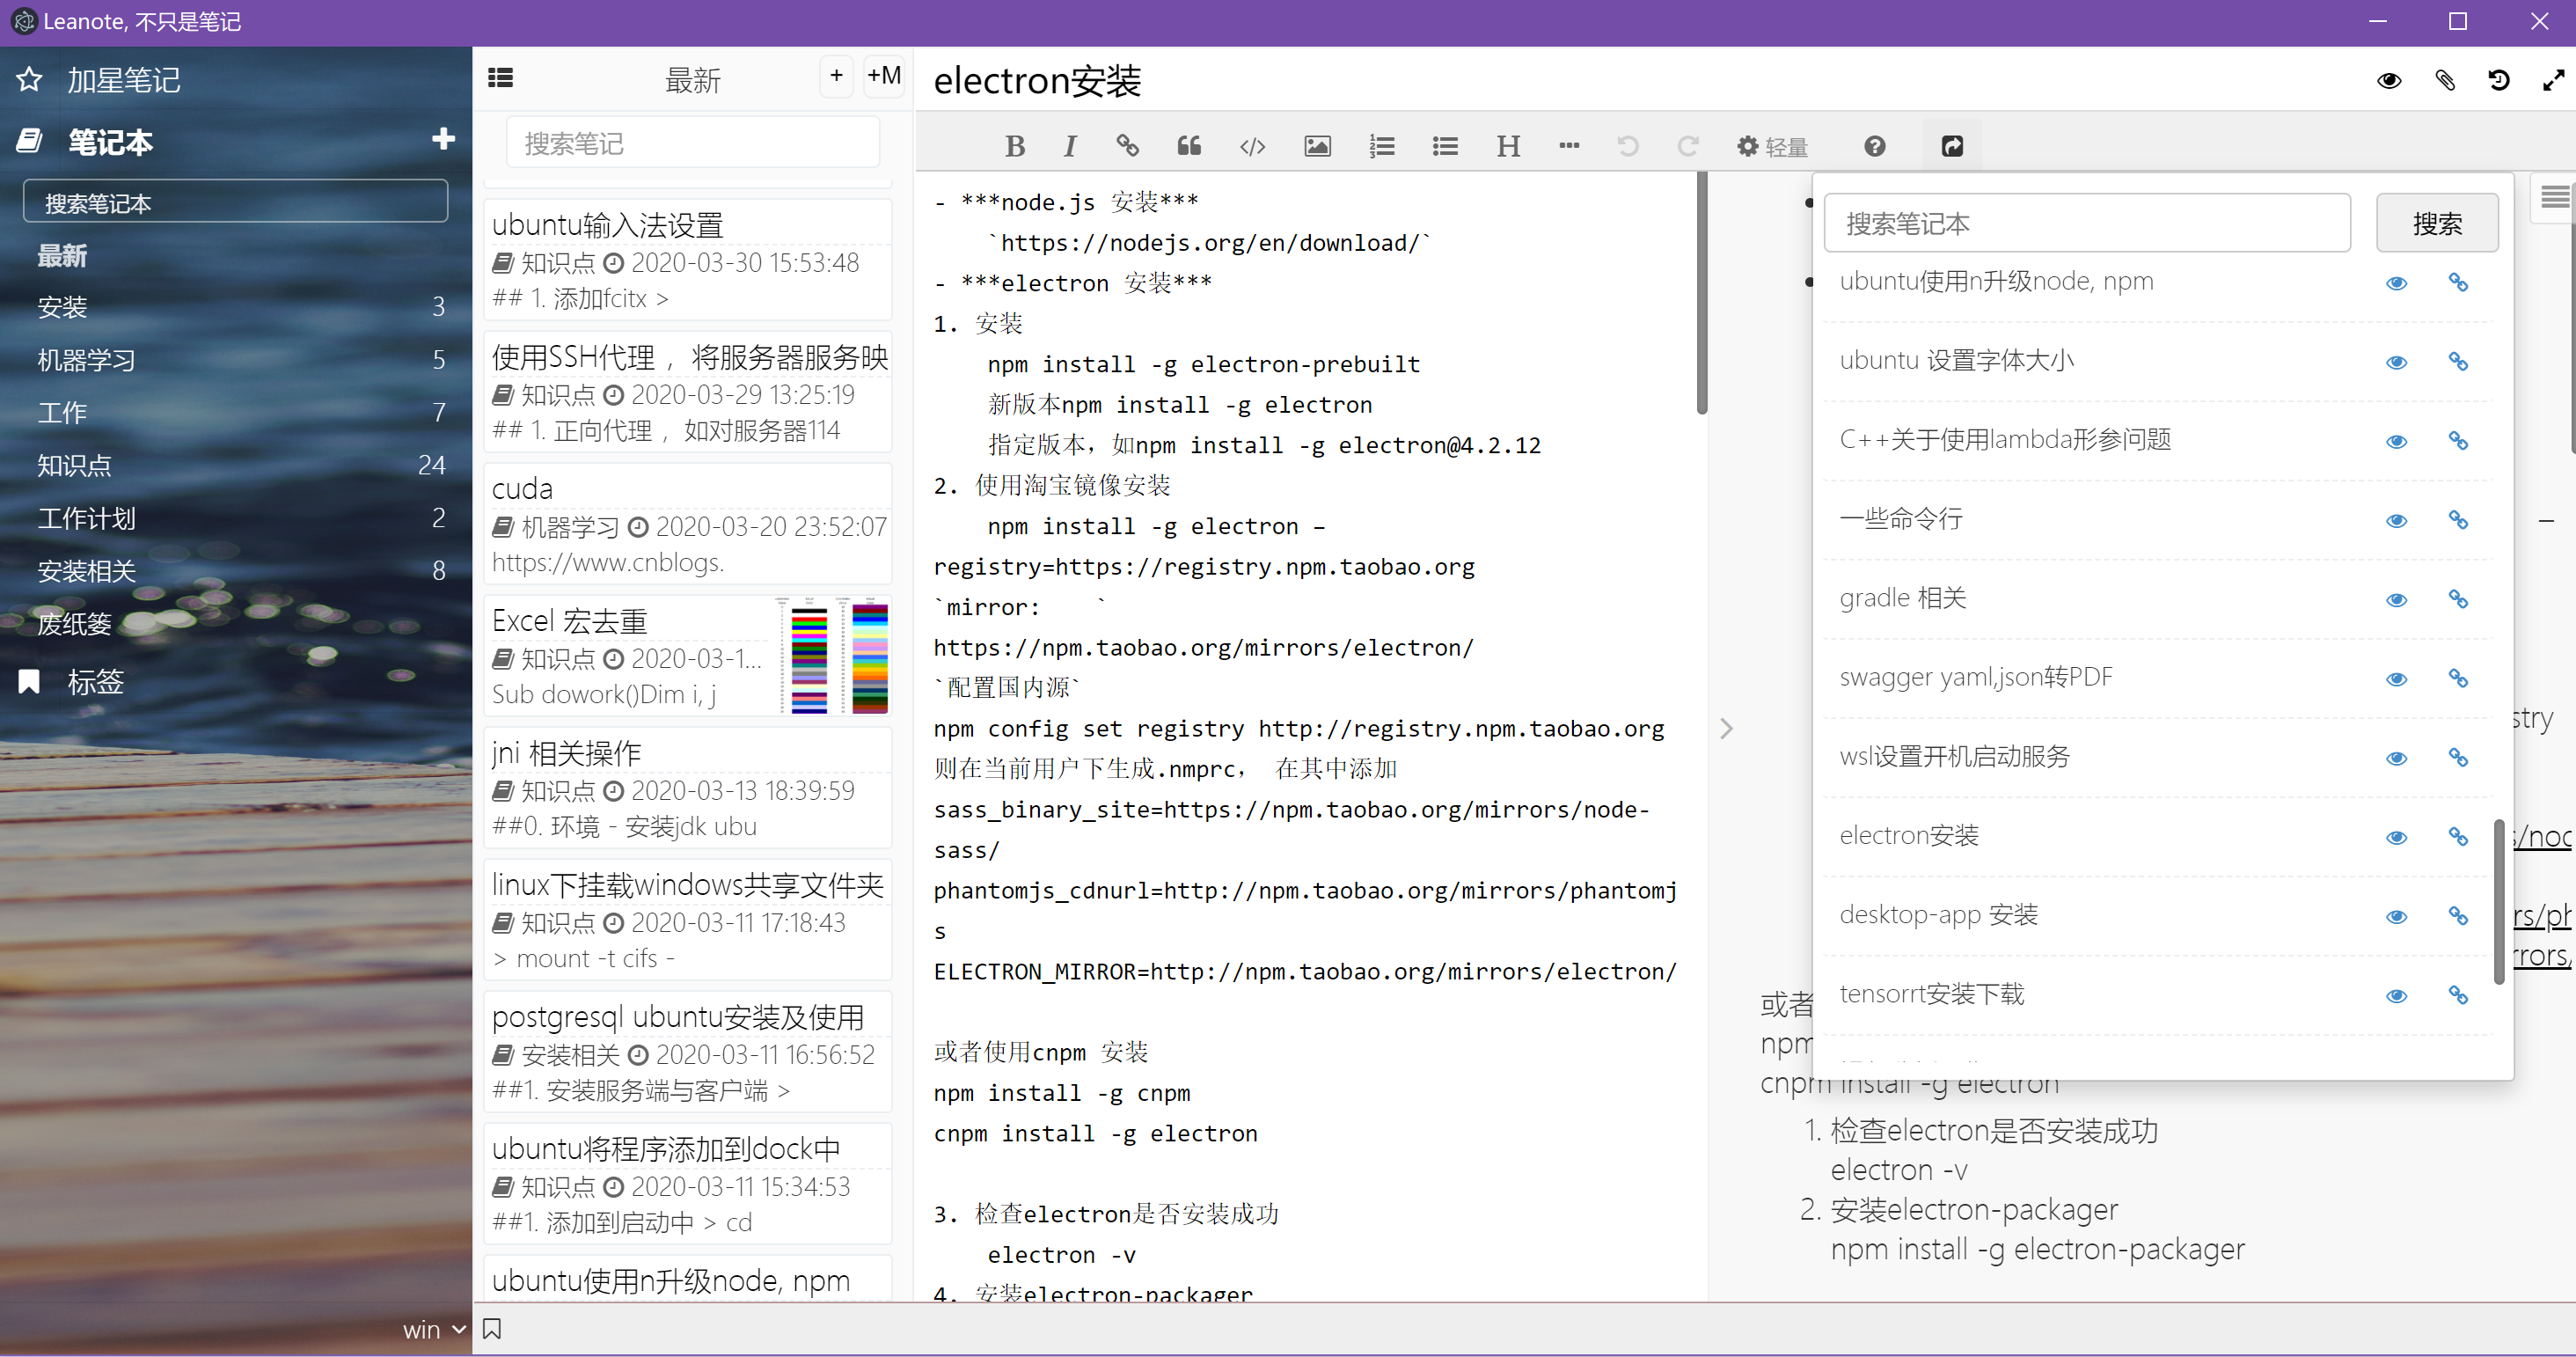 Leanote, 不只是笔记
加星笔记
笔记本
搜索笔记本
最新
安装 3
机器学习 5
工作 7
知识点 24
工作计划 2
安装相关 8
废纸篓
标签
win
最新 + +M
搜索笔记
ubuntu输入法设置
知识点 2020-03-30 15:53:48
## 1. 添加fcitx >
使用SSH代理 ，将服务器服务映
知识点 2020-03-29 13:25:19
## 1. 正向代理 ，如对服务器114
cuda
机器学习 2020-03-20 23:52:07
https://www.cnblogs.
Excel 宏去重
知识点 2020-03-1...
Sub dowork()Dim i, j
jni 相关操作
知识点 2020-03-13 18:39:59
##0. 环境 - 安装jdk ubu
linux下挂载windows共享文件夹
知识点 2020-03-11 17:18:43
> mount -t cifs -
postgresql ubuntu安装及使用
安装相关 2020-03-11 16:56:52
##1. 安装服务端与客户端 >
ubuntu将程序添加到dock中
知识点 2020-03-11 15:34:53
##1. 添加到启动中 > cd
ubuntu使用n升级node, npm
electron安装
B I H 轻量
- ***node.js 安装***
`https://nodejs.org/en/download/`
- ***electron 安装***
1. 安装
npm install -g electron-prebuilt
新版本npm install -g electron
指定版本，如npm install -g electron@4.2.12
2. 使用淘宝镜像安装
npm install -g electron –
registry=https://registry.npm.taobao.org
`mirror: `
https://npm.taobao.org/mirrors/electron/
`配置国内源`
npm config set registry http://registry.npm.taobao.org
则在当前用户下生成.nmprc， 在其中添加
sass_binary_site=https://npm.taobao.org/mirrors/node-
sass/
phantomjs_cdnurl=http://npm.taobao.org/mirrors/phantomj
s
ELECTRON_MIRROR=http://npm.taobao.org/mirrors/electron/
或者使用cnpm 安装
npm install -g cnpm
cnpm install -g electron
3. 检查electron是否安装成功
electron -v
4. 安装electron-packager
搜索笔记本 搜索
ubuntu使用n升级node, npm
ubuntu 设置字体大小
C++关于使用lambda形参问题
一些命令行
gradle 相关
swagger yaml,json转PDF
wsl设置开机启动服务
electron安装
desktop-app 安装
tensorrt安装下载
–
stry
s/noc
rs/ph
rrors/
或者
npm
cnpm install -g electron
1. 检查electron是否安装成功
electron -v
2. 安装electron-packager
npm install -g electron-packager